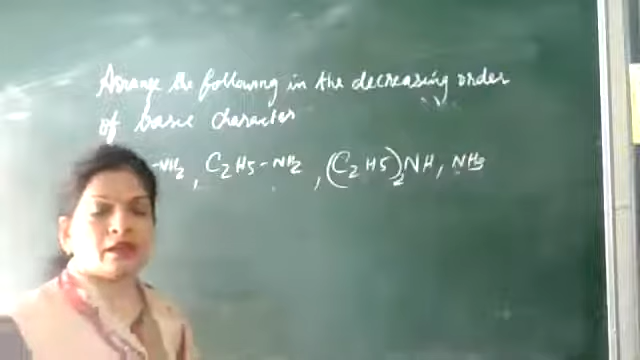 Arrange the following in the decreasing order
of basic character
-NH2, C2H5-NH2, (C2H5)2NH, NH3